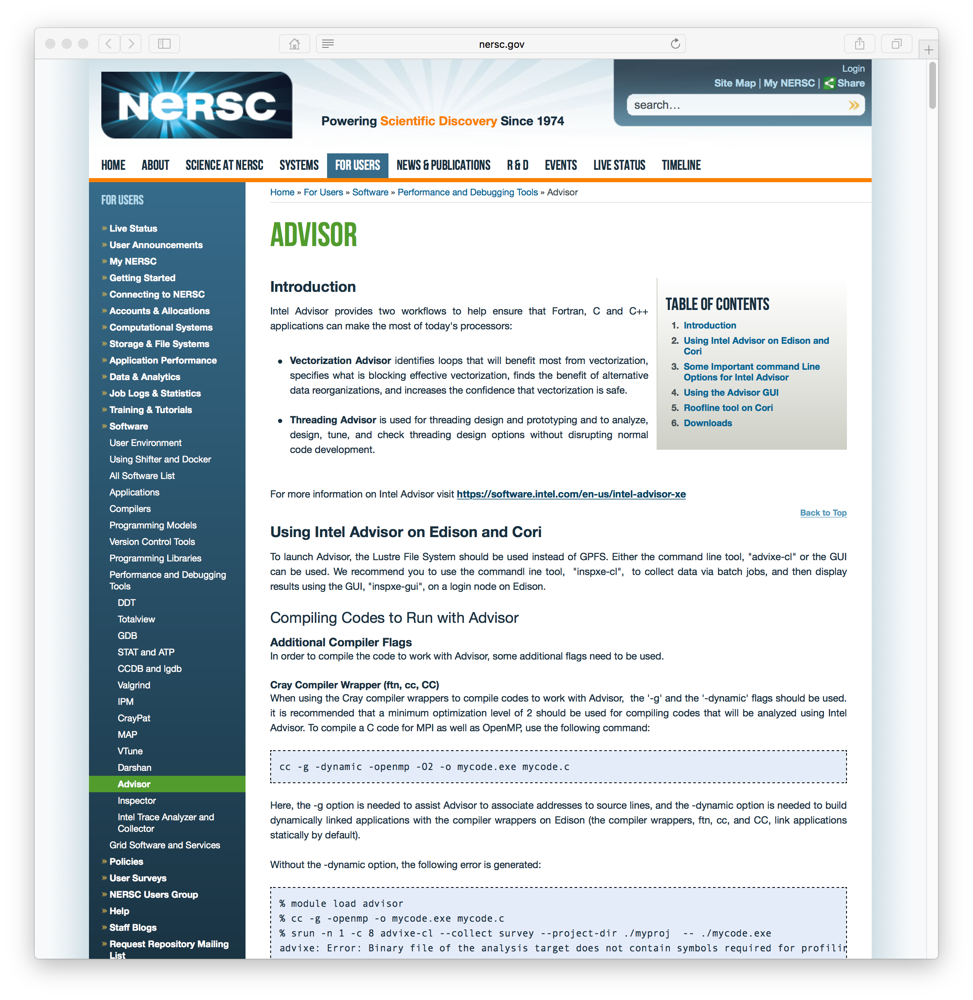 nersc.gov
Login
Site Map | My NERSC | Share
NERSC
search...
Powering Scientific Discovery Since 1974
HOME ABOUT SCIENCE AT NERSC SYSTEMS FOR USERS NEWS & PUBLICATIONS R & D EVENTS LIVE STATUS TIMELINE
FOR USERS
» Live Status
» User Announcements
» My NERSC
» Getting Started
» Connecting to NERSC
» Accounts & Allocations
» Computational Systems
» Storage & File Systems
» Application Performance
» Data & Analytics
» Job Logs & Statistics
» Training & Tutorials
» Software
User Environment
Using Shifter and Docker
All Software List
Applications
Compilers
Programming Models
Version Control Tools
Programming Libraries
Performance and Debugging
Tools
DDT
Totalview
GDB
STAT and ATP
CCDB and lgdb
Valgrind
IPM
CrayPat
MAP
VTune
Darshan
Advisor
Inspector
Intel Trace Analyzer and
Collector
Grid Software and Services
» Policies
» User Surveys
» NERSC Users Group
» Help
» Staff Blogs
» Request Repository Mailing
List
Home » For Users » Software » Performance and Debugging Tools » Advisor
ADVISOR
Introduction
Intel Advisor provides two workflows to help ensure that Fortran, C and C++
applications can make the most of today's processors:
• Vectorization Advisor identifies loops that will benefit most from vectorization,
specifies what is blocking effective vectorization, finds the benefit of alternative
data reorganizations, and increases the confidence that vectorization is safe.
• Threading Advisor is used for threading design and prototyping and to analyze,
design, tune, and check threading design options without disrupting normal
code development.
TABLE OF CONTENTS
1. Introduction
2. Using Intel Advisor on Edison and
Cori
3. Some Important command Line
Options for Intel Advisor
4. Using the Advisor GUI
5. Roofline tool on Cori
6. Downloads
For more information on Intel Advisor visit https://software.intel.com/en-us/intel-advisor-xe
Back to Top
Using Intel Advisor on Edison and Cori
To launch Advisor, the Lustre File System should be used instead of GPFS. Either the command line tool, "advixe-cl" or the GUI
can be used. We recommend you to use the commandl ine tool, "inspxe-cl", to collect data via batch jobs, and then display
results using the GUI, "inspxe-gui", on a login node on Edison.
Compiling Codes to Run with Advisor
Additional Compiler Flags
In order to compile the code to work with Advisor, some additional flags need to be used.
Cray Compiler Wrapper (ftn, cc, CC)
When using the Cray compiler wrappers to compile codes to work with Advisor, the '-g' and the '-dynamic' flags should be used.
it is recommended that a minimum optimization level of 2 should be used for compiling codes that will be analyzed using Intel
Advisor. To compile a C code for MPI as well as OpenMP, use the following command:
cc -g -dynamic -openmp -O2 -o mycode.exe mycode.c
Here, the -g option is needed to assist Advisor to associate addresses to source lines, and the -dynamic option is needed to build
dynamically linked applications with the compiler wrappers on Edison (the compiler wrappers, ftn, cc, and CC, link applications
statically by default).
Without the -dynamic option, the following error is generated:
% module load advisor
% cc -g -openmp -o mycode.exe mycode.c
% srun -n 1 -c 8 advixe-cl --collect survey --project-dir ./myproj -- ./mycode.exe
advixe: Error: Binary file of the analysis target does not contain symbols required for